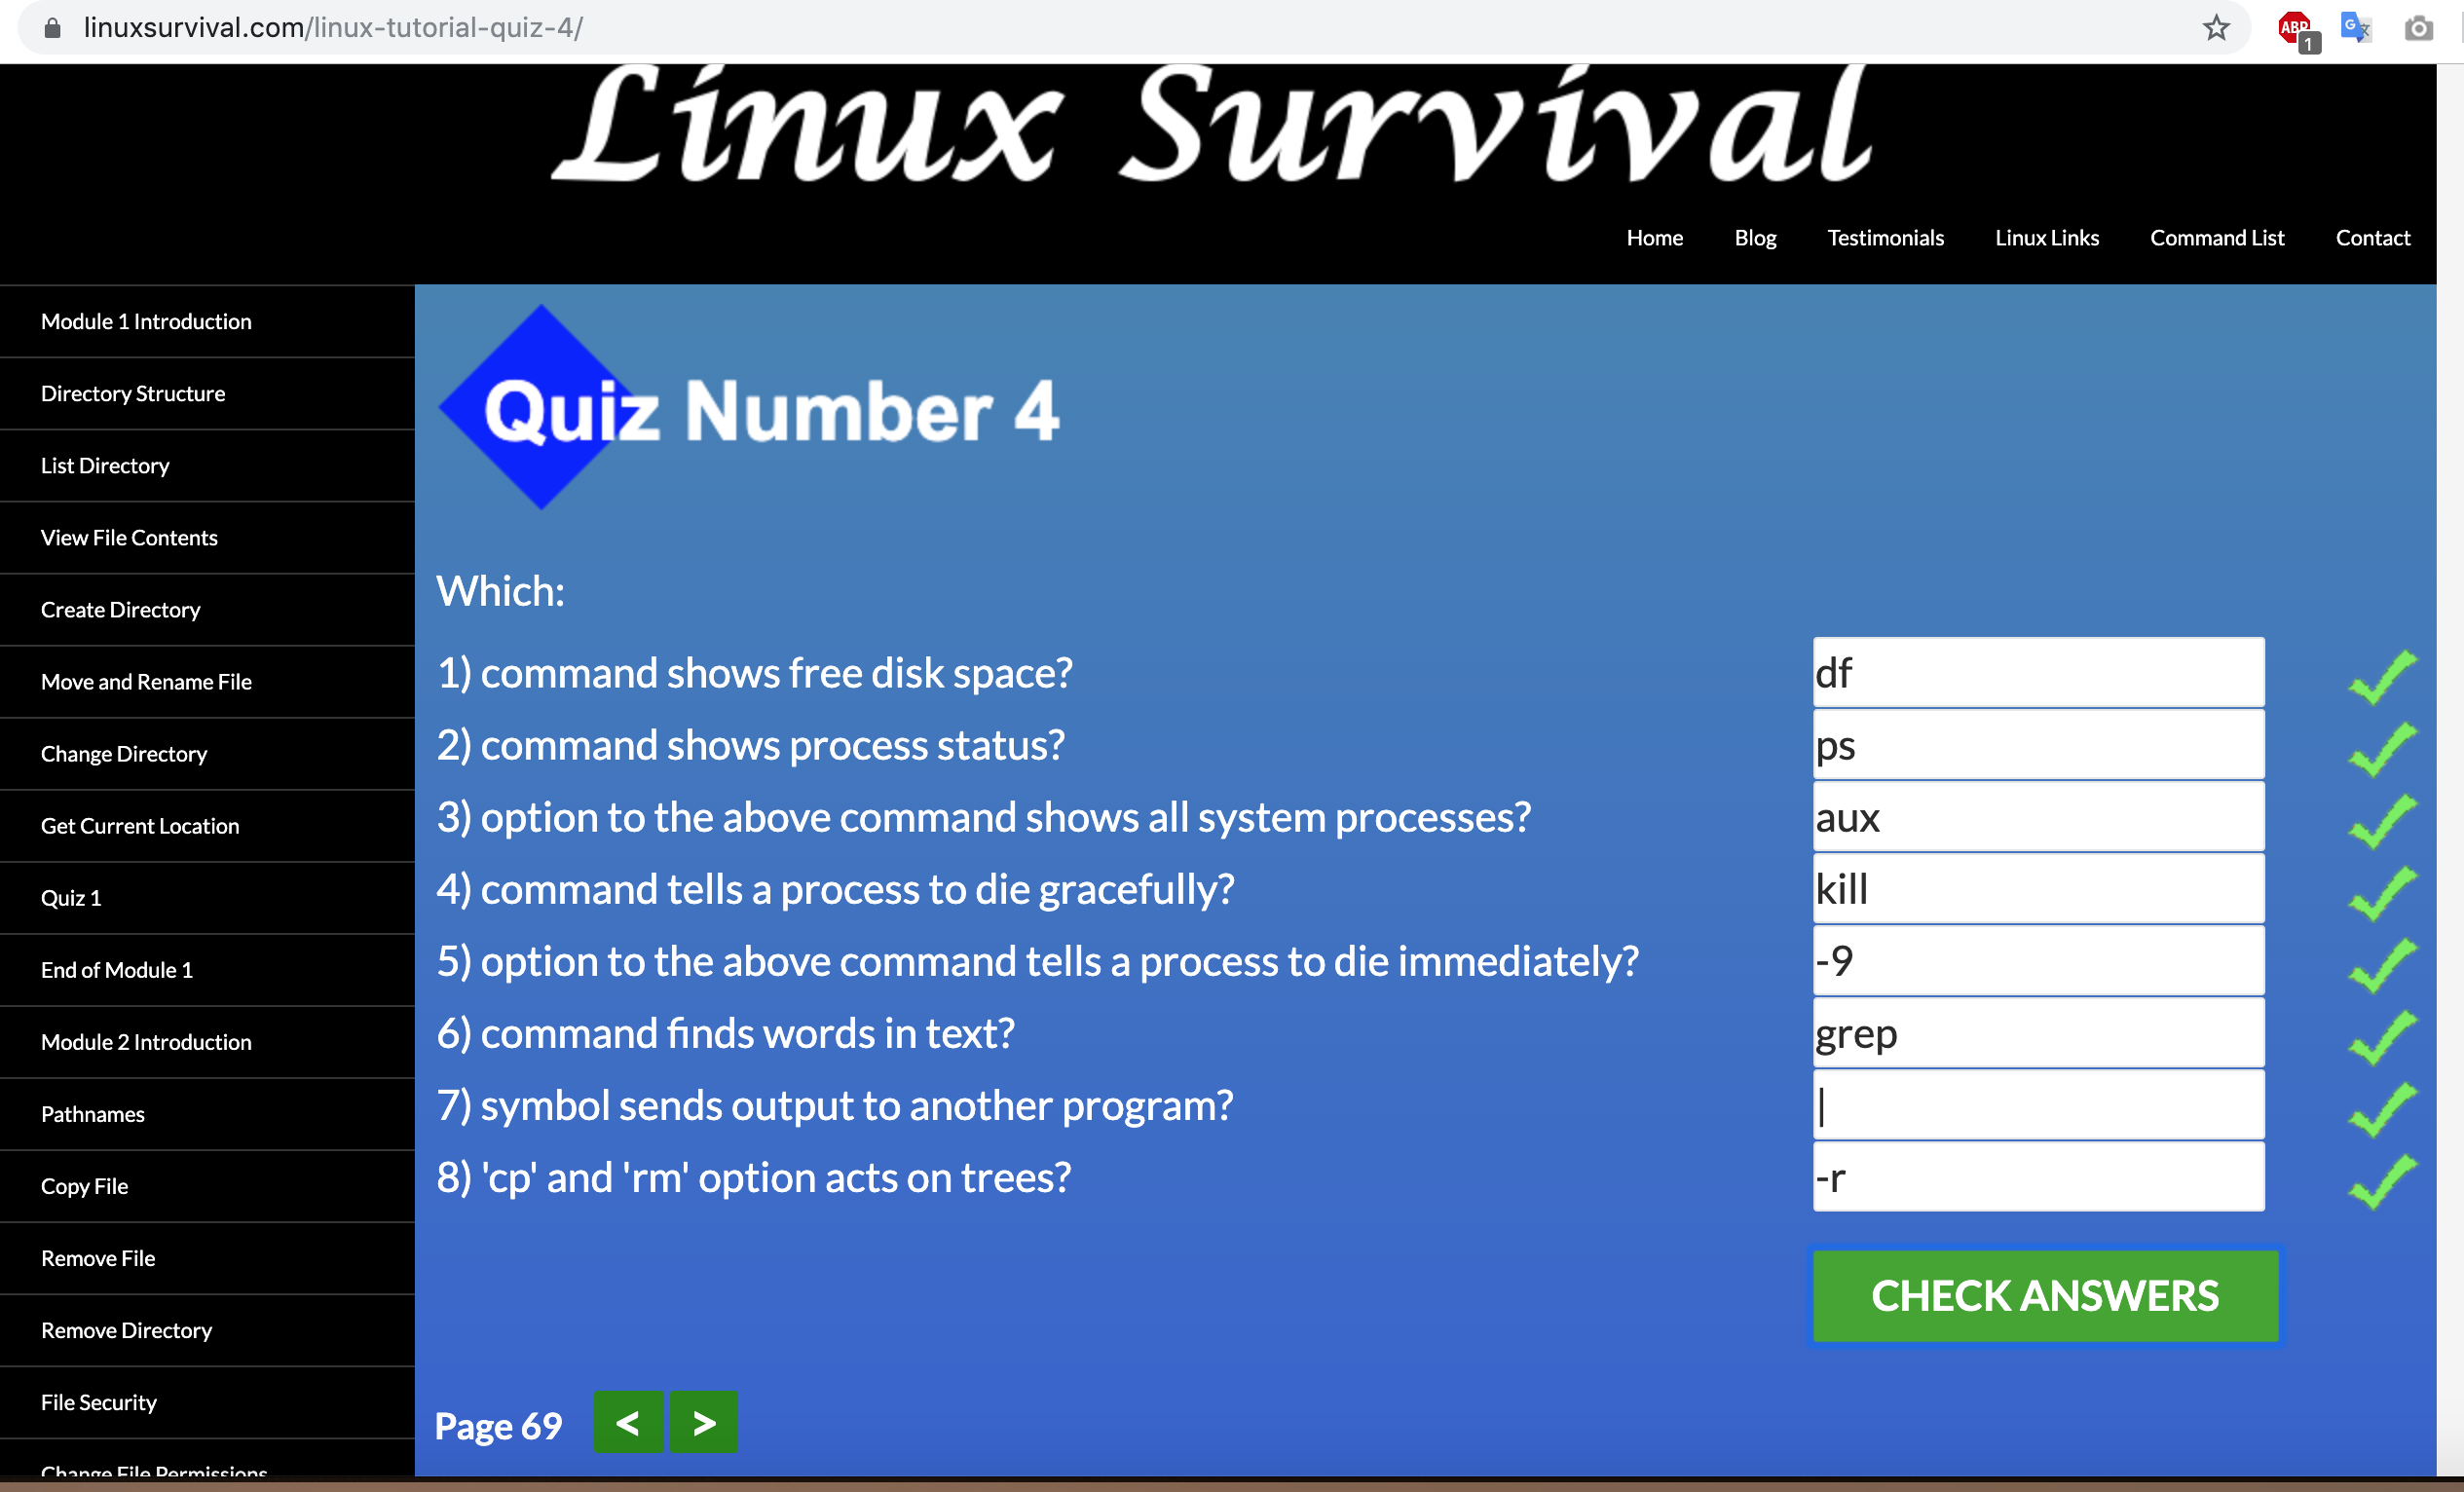 linuxsurvival.com/linux-tutorial-quiz-4/
ABP
1
G
Linux Survival
Home Blog Testimonials Linux Links Command List Contact
Module 1 Introduction
Directory Structure
List Directory
View File Contents
Create Directory
Move and Rename File
Change Directory
Get Current Location
Quiz 1
End of Module 1
Module 2 Introduction
Pathnames
Copy File
Remove File
Remove Directory
File Security
Change File Permissions
Quiz Number 4
Which:
1) command shows free disk space? df
2) command shows process status? ps
3) option to the above command shows all system processes? aux
4) command tells a process to die gracefully? kill
5) option to the above command tells a process to die immediately? -9
6) command finds words in text? grep
7) symbol sends output to another program? |
8) 'cp' and 'rm' option acts on trees? -r
CHECK ANSWERS
Page 69 < >